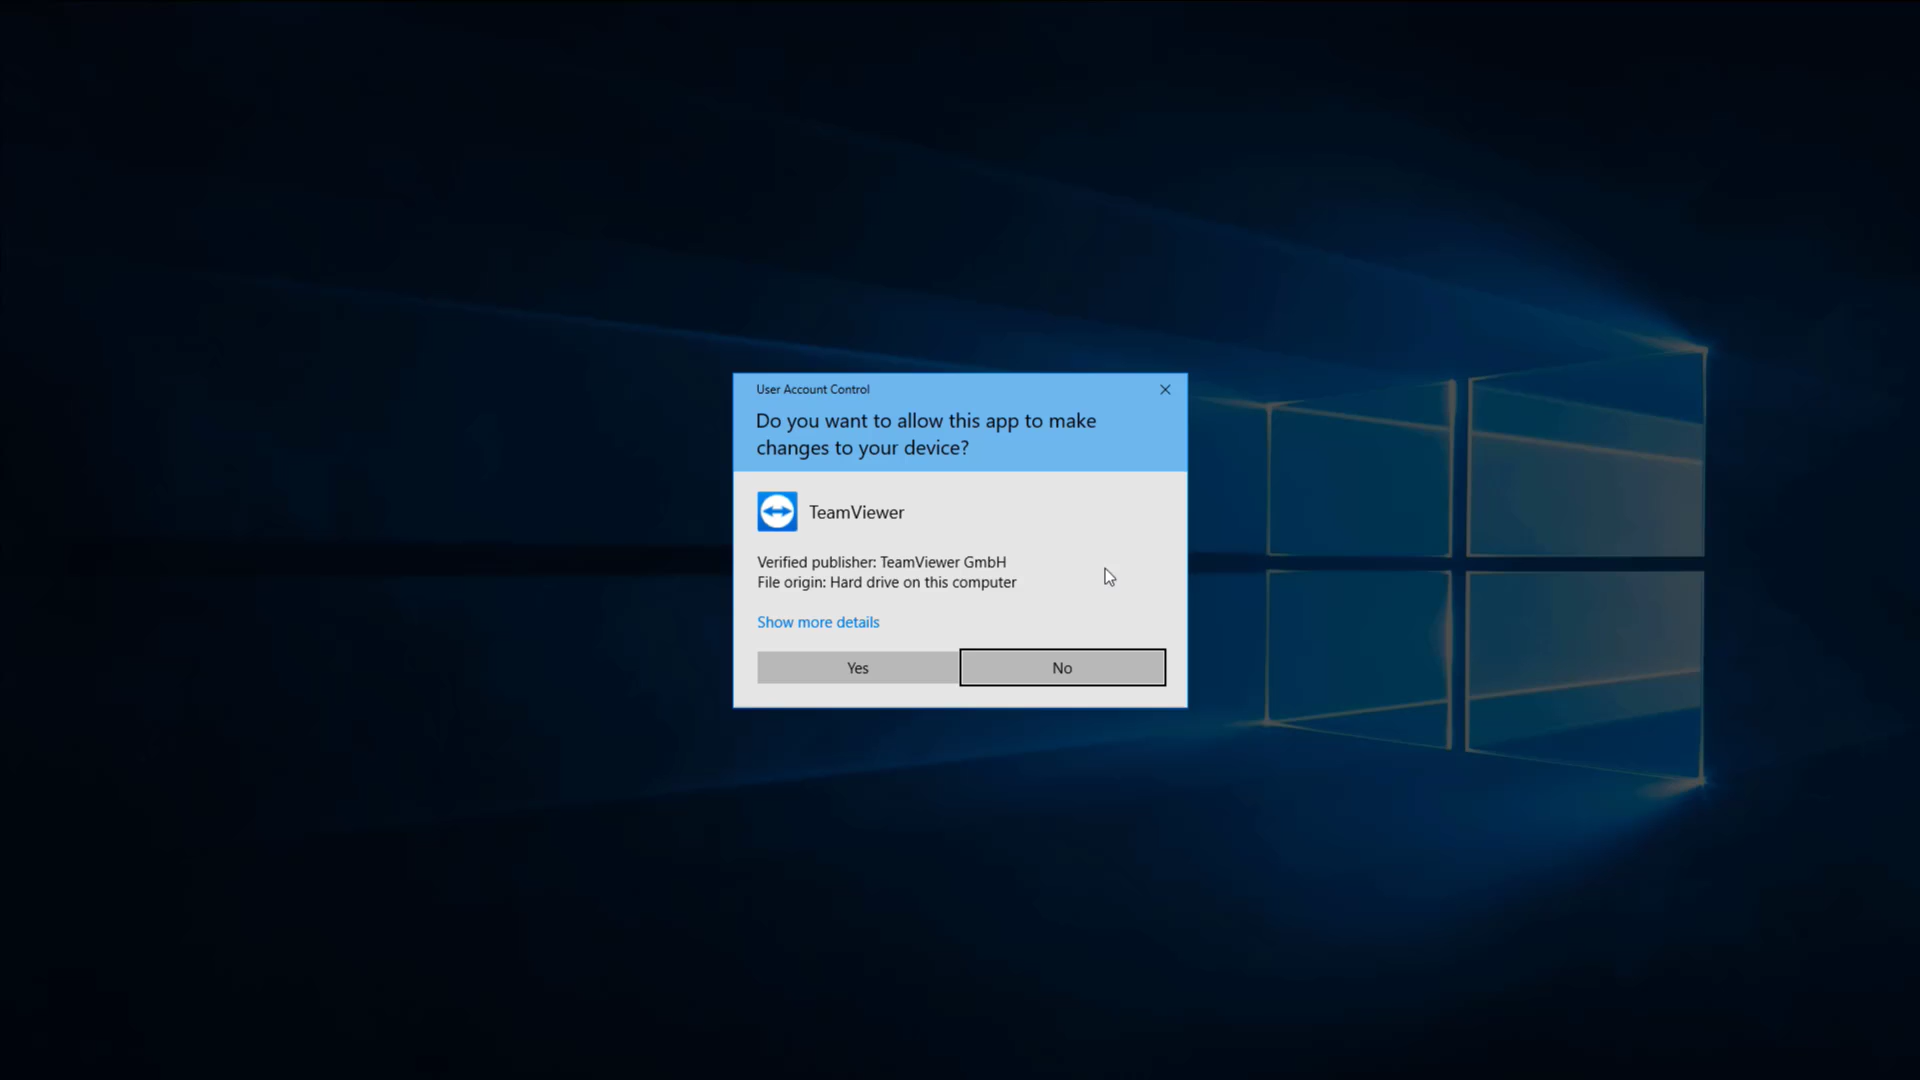 User Account Control
Do you want to allow this app to make
changes to your device?
TeamViewer
Verified publisher: TeamViewer GmbH
File origin: Hard drive on this computer
Show more details
Yes
No